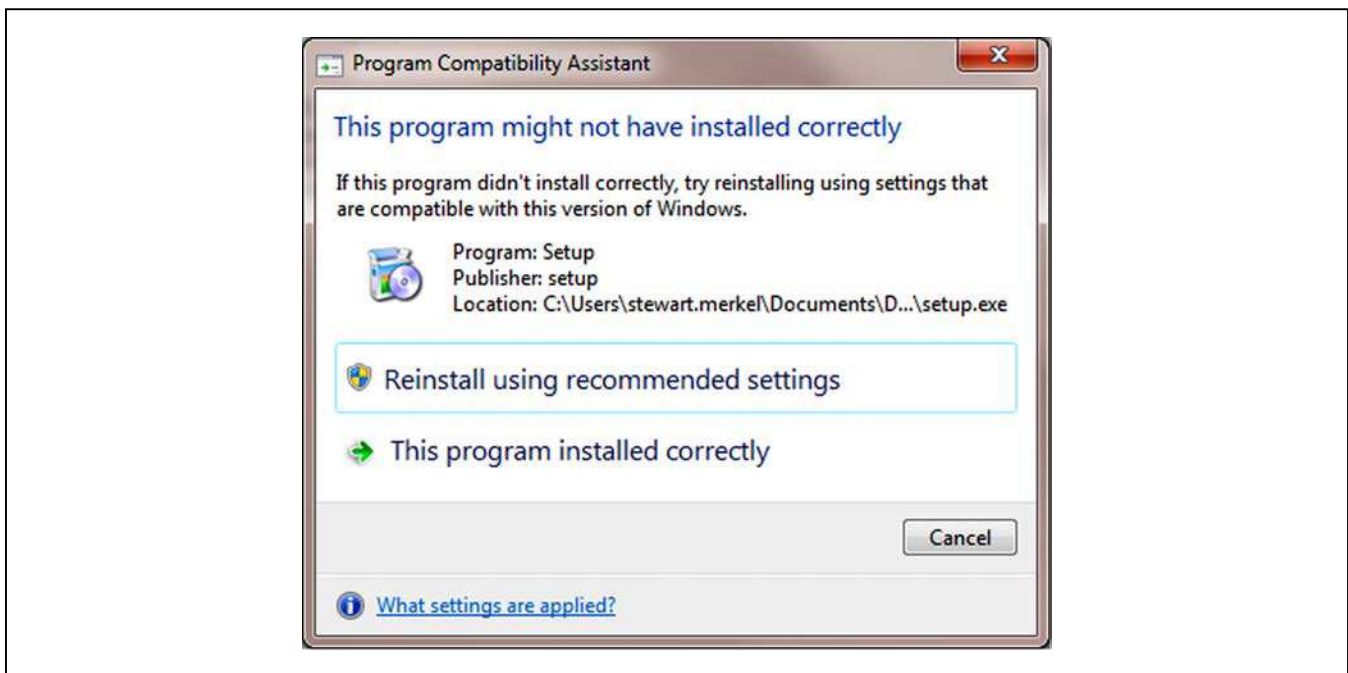 Program Compatibility Assistant
This program might not have installed correctly
If this program didn't install correctly, try reinstalling using settings that
are compatible with this version of Windows.
Program: Setup
Publisher: setup
Location: C:\Users\stewart.merkel\Documents\D...\setup.exe
Reinstall using recommended settings
This program installed correctly
Cancel
What settings are applied?